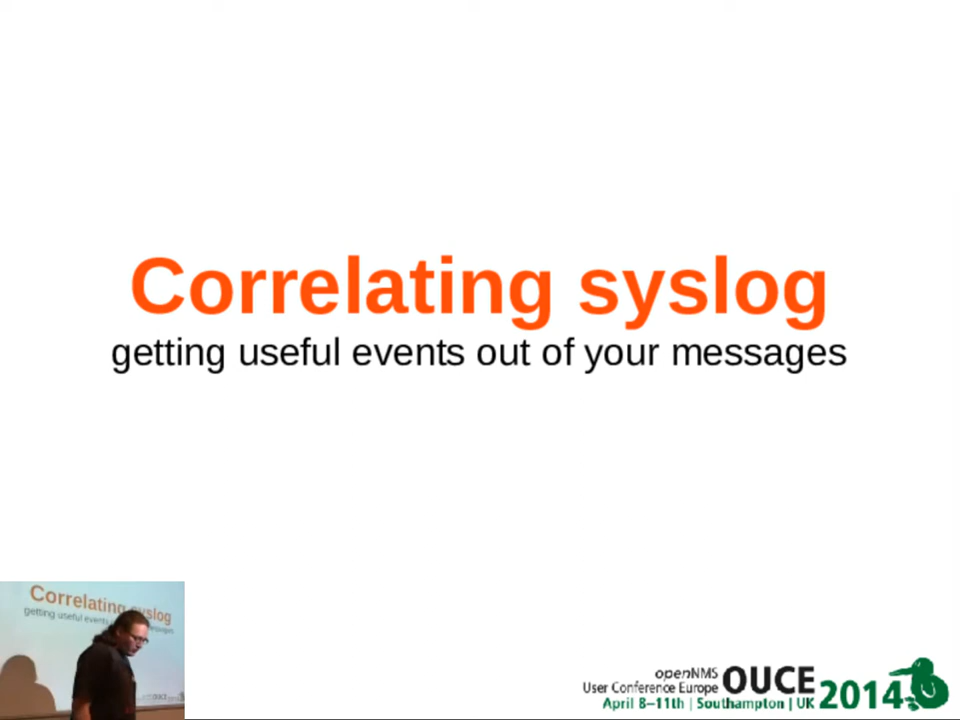 Correlating syslog
getting useful events out of your messages
Correlating syslog
getting useful events
openNMS
User Conference Europe OUCE 2014
April 8–11th | Southampton | UK